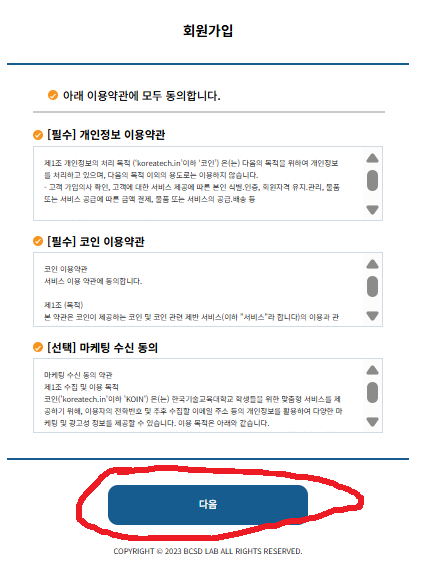 회원가입
아래 이용약관에 모두 동의합니다.
[필수] 개인정보 이용약관
제1조 개인정보의 처리 목적 ('koreatech.in'이하 '코인') 은(는) 다음의 목적을 위하여 개인정보
를 처리하고 있으며, 다음의 목적 이외의 용도로는 이용하지 않습니다.
- 고객 가입의사 확인, 고객에 대한 서비스 제공에 따른 본인 식별.인증, 회원자격 유지.관리, 물품
또는 서비스 공급에 따른 금액 결제, 물품 또는 서비스의 공급.배송 등
[필수] 코인 이용약관
코인 이용약관
서비스 이용 약관에 동의합니다.
제1조 (목적)
본 약관은 코인이 제공하는 코인 및 코인 관련 제반 서비스(이하 "서비스"라 합니다)의 이용과 관
[선택] 마케팅 수신 동의
마케팅 수신 동의 약관
제1조 수집 및 이용 목적
코인('koreatech.in'이하 'KOIN') 은(는) 한국기술교육대학교 학생들을 위한 맞춤형 서비스를 제
공하기 위해, 이용자의 전화번호 및 추후 수집할 이메일 주소 등의 개인정보를 활용하여 다양한 마
케팅 및 광고성 정보를 제공할 수 있습니다. 이용 목적은 아래와 같습니다.
다음
COPYRIGHT © 2023 BCSD LAB ALL RIGHTS RESERVED.